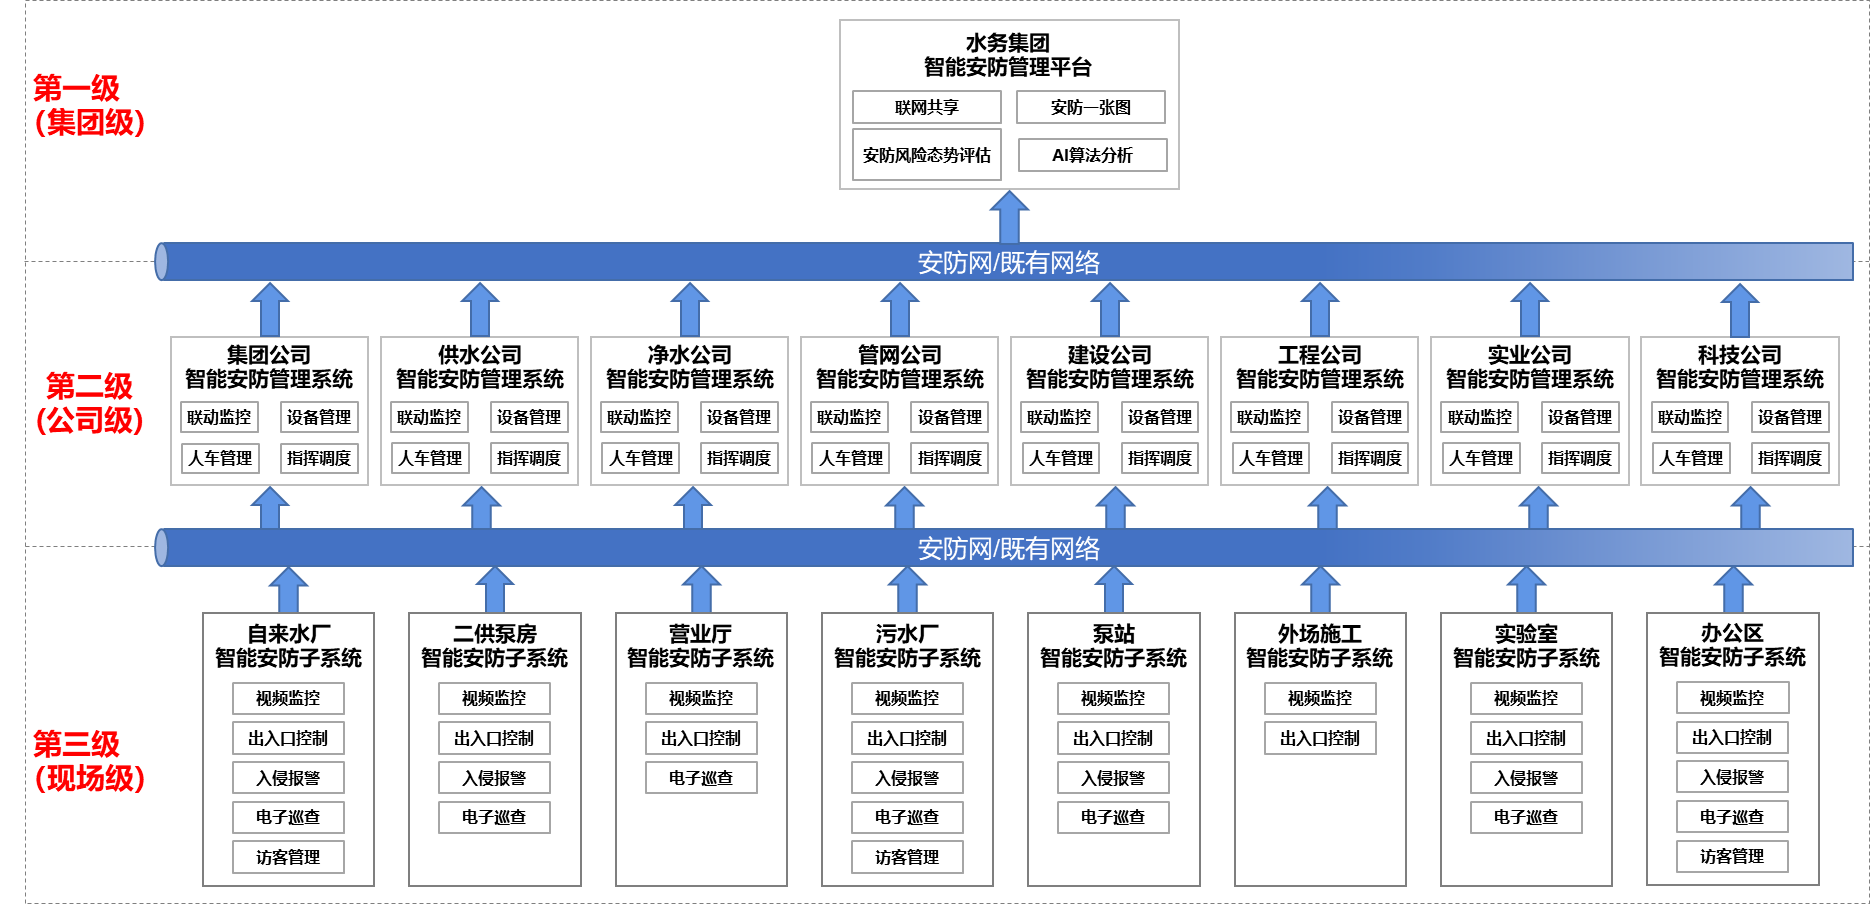 第一级
(集团级)
水务集团
智能安防管理平台
联网共享
安防一张图
安防风险态势评估
AI算法分析
安防网/既有网络
第二级
(公司级)
集团公司
智能安防管理系统
联动监控
设备管理
人车管理
指挥调度
供水公司
智能安防管理系统
联动监控
设备管理
人车管理
指挥调度
净水公司
智能安防管理系统
联动监控
设备管理
人车管理
指挥调度
管网公司
智能安防管理系统
联动监控
设备管理
人车管理
指挥调度
建设公司
智能安防管理系统
联动监控
设备管理
人车管理
指挥调度
工程公司
智能安防管理系统
联动监控
设备管理
人车管理
指挥调度
实业公司
智能安防管理系统
联动监控
设备管理
人车管理
指挥调度
科技公司
智能安防管理系统
联动监控
设备管理
人车管理
指挥调度
安防网/既有网络
第三级
(现场级)
自来水厂
智能安防子系统
视频监控
出入口控制
入侵报警
电子巡查
访客管理
二供泵房
智能安防子系统
视频监控
出入口控制
入侵报警
电子巡查
营业厅
智能安防子系统
视频监控
出入口控制
电子巡查
污水厂
智能安防子系统
视频监控
出入口控制
入侵报警
电子巡查
访客管理
泵站
智能安防子系统
视频监控
出入口控制
入侵报警
电子巡查
外场施工
智能安防子系统
视频监控
出入口控制
实验室
智能安防子系统
视频监控
出入口控制
入侵报警
电子巡查
办公区
智能安防子系统
视频监控
出入口控制
入侵报警
电子巡查
访客管理